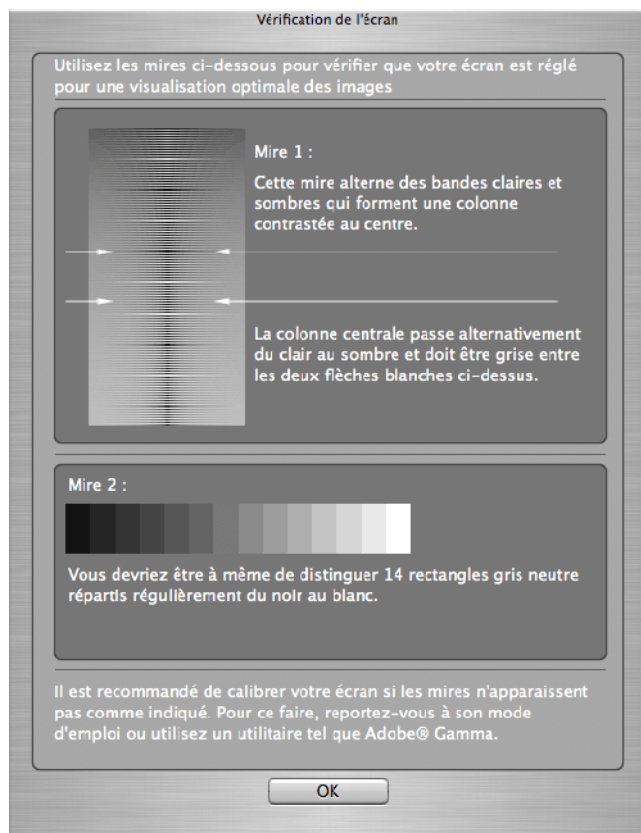 Vérification de l'écran
Utilisez les mires ci-dessous pour vérifier que votre écran est réglé
pour une visualisation optimale des images
Mire 1 :
Cette mire alterne des bandes claires et
sombres qui forment une colonne
contrastée au centre.
La colonne centrale passe alternativement
du clair au sombre et doit être grise entre
les deux flèches blanches ci-dessus.
Mire 2 :
Vous devriez être à même de distinguer 14 rectangles gris neutre
répartis régulièrement du noir au blanc.
Il est recommandé de calibrer votre écran si les mires n'apparaissent
pas comme indiqué. Pour ce faire, reportez-vous à son mode
d'emploi ou utilisez un utilitaire tel que Adobe® Gamma.
OK